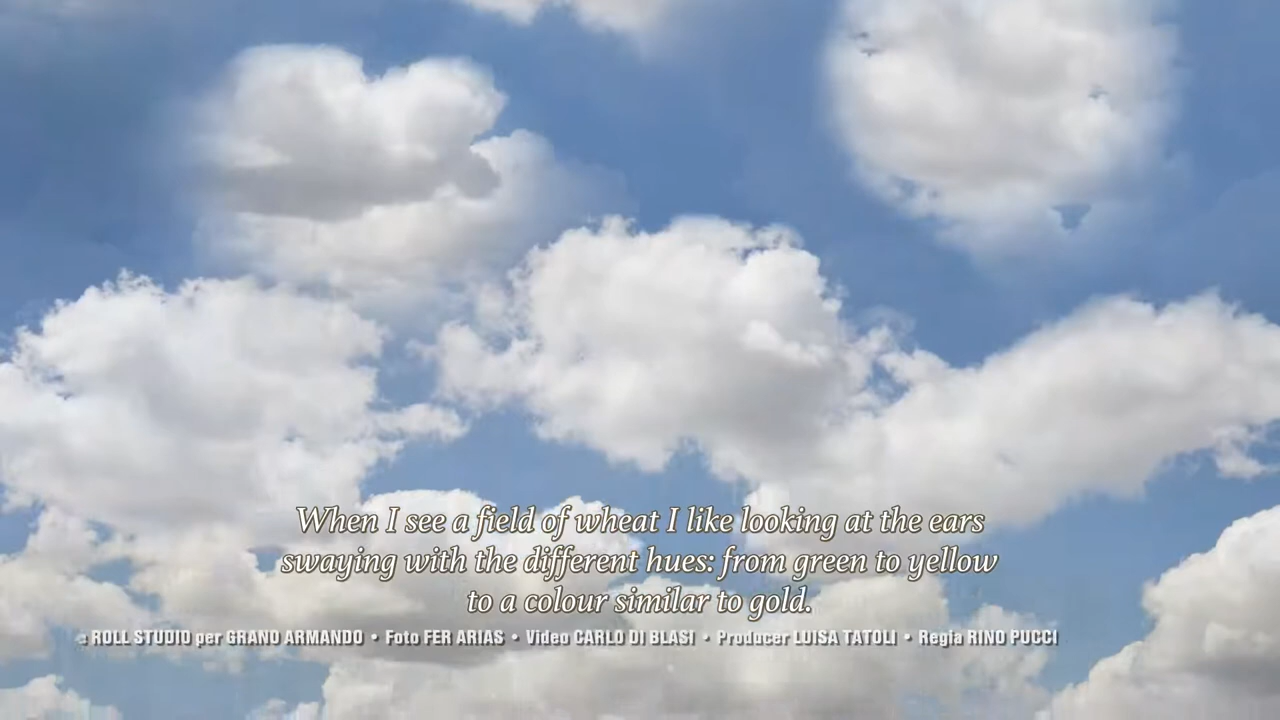 When I see a field of wheat I like looking at the ears
swaying with the different hues: from green to yellow
to a colour similar to gold.
: ROLL STUDIO per GRANO ARMANDO • Foto FER ARIAS • Video CARLO DI BLASI • Producer LUISA TATOLI • Regia RINO PUCCI